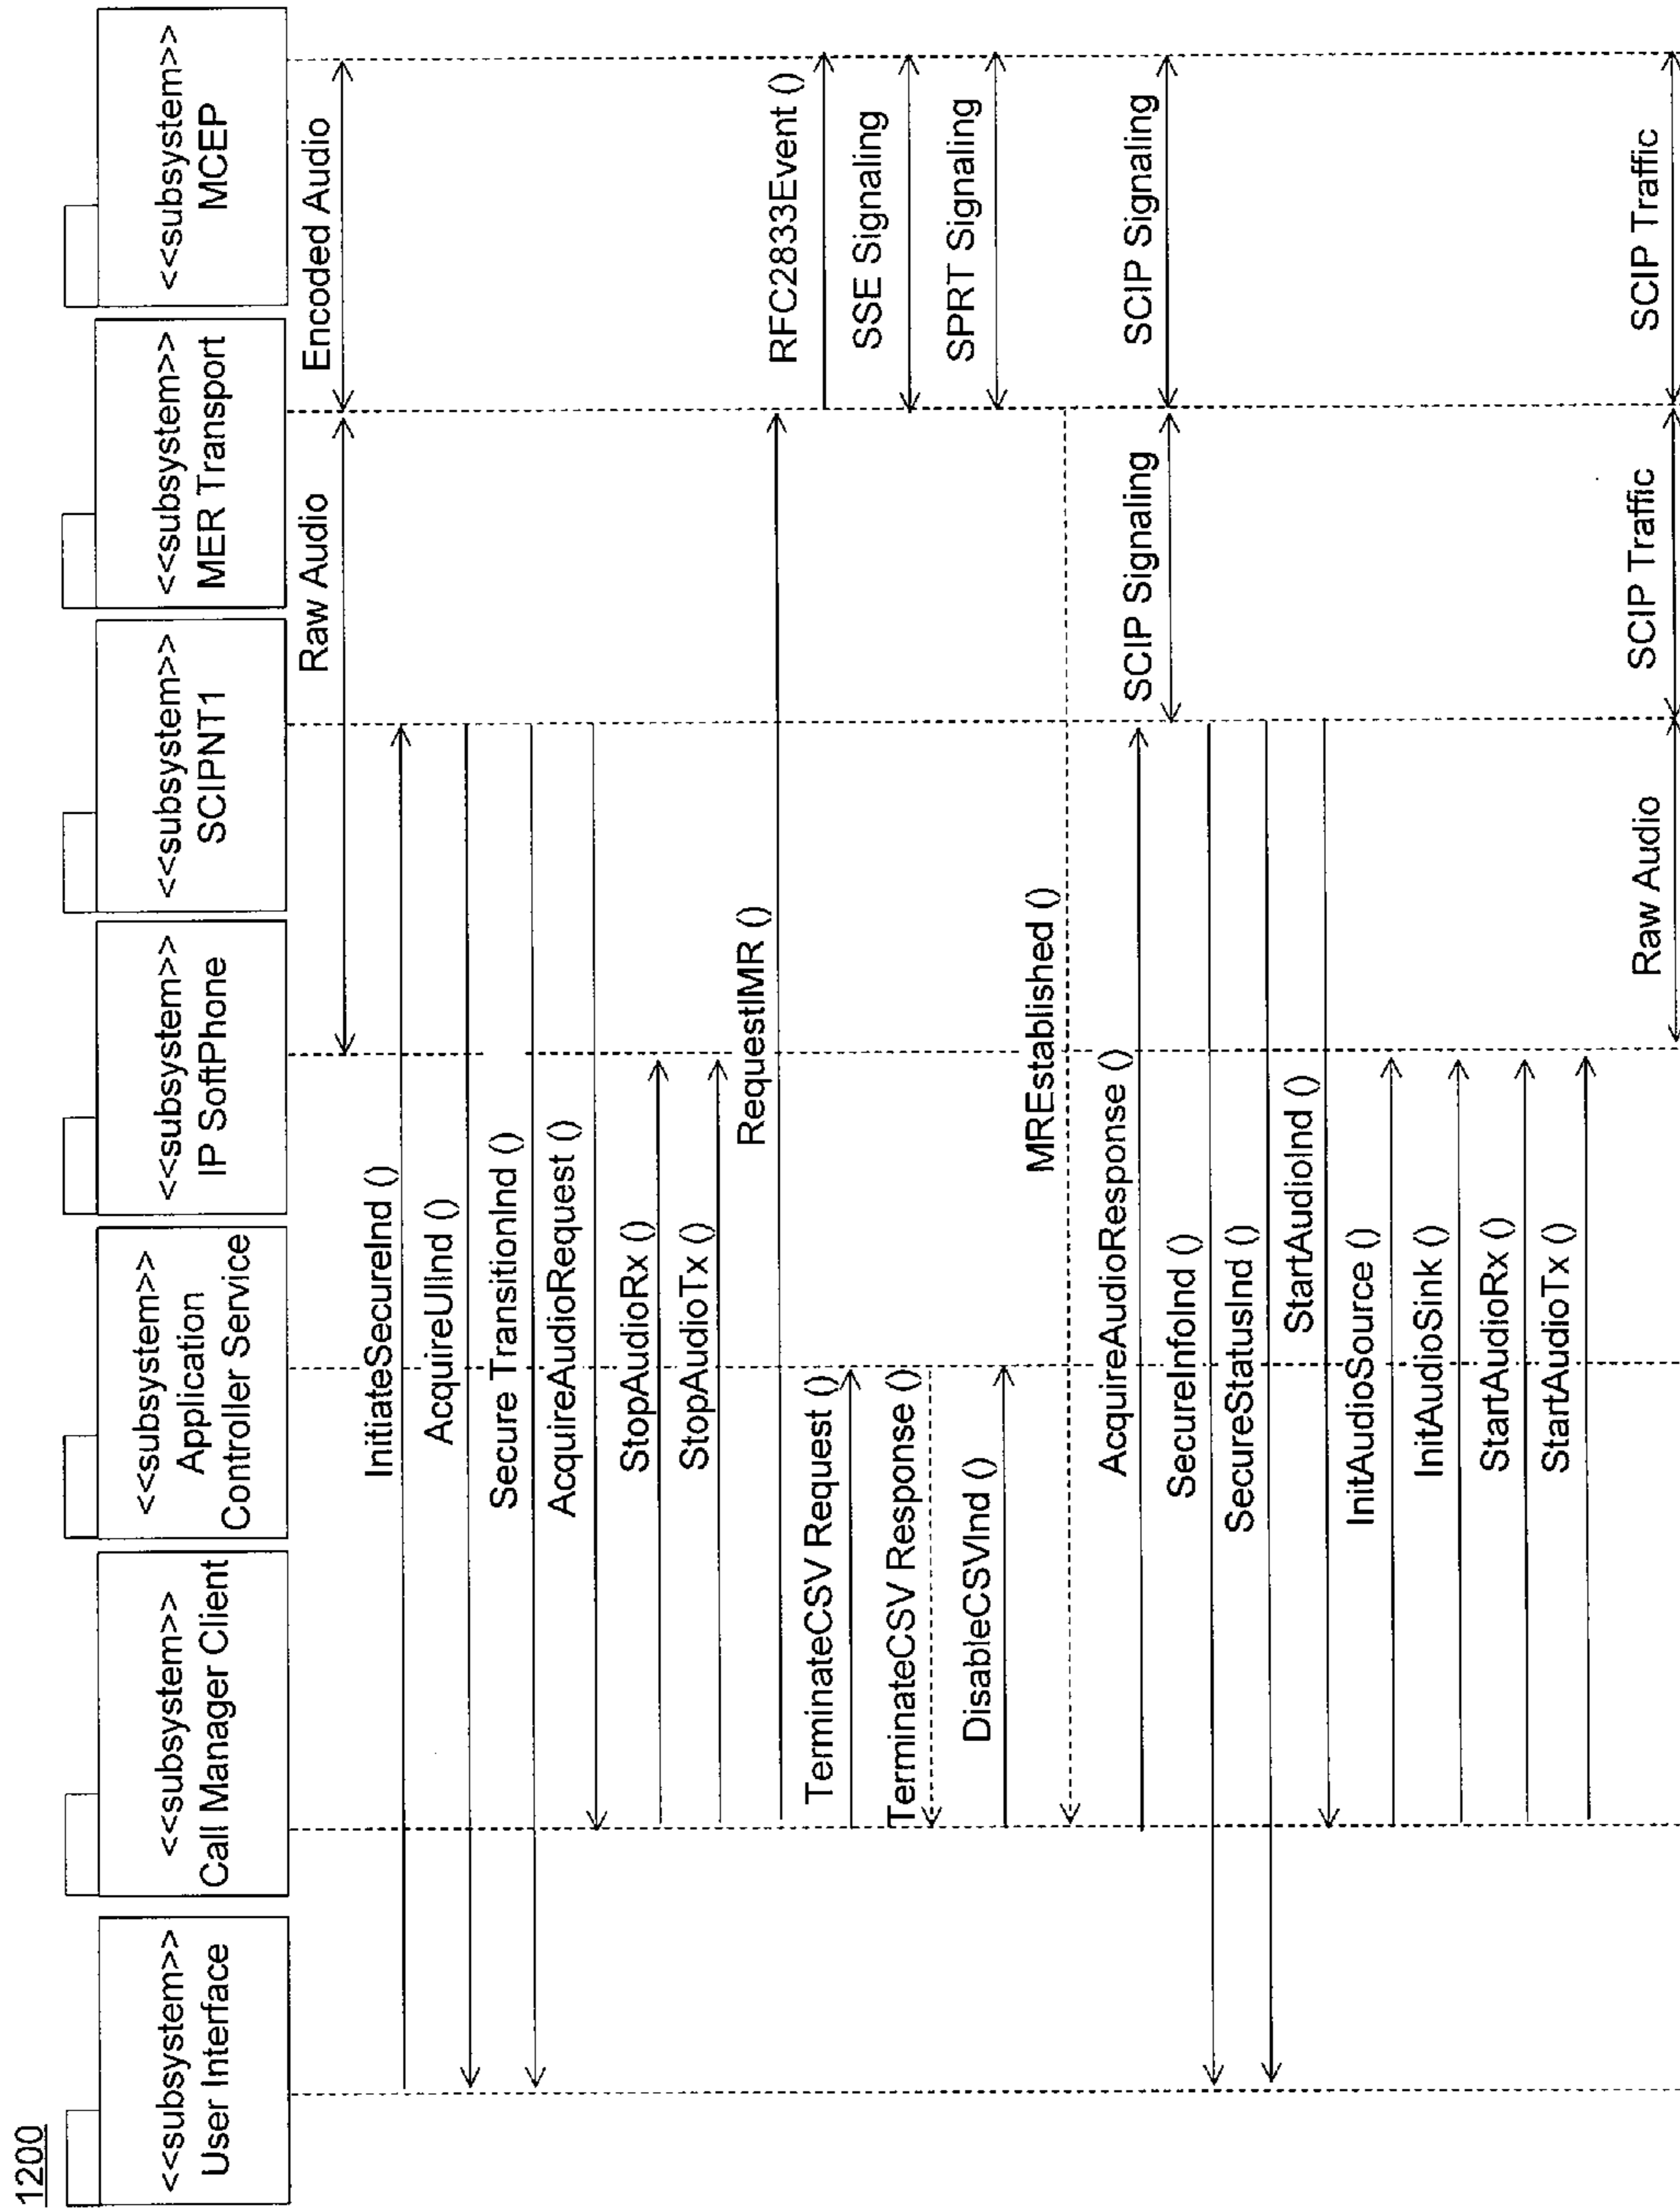 1200
<<subsystem>>
User Interface
<<subsystem>>
Call Manager Client
<<subsystem>>
Application
Controller Service
<<subsystem>>
IP SoftPhone
<<subsystem>>
SCIPNT1
<<subsystem>>
MER Transport
<<subsystem>>
MCEP
Raw Audio
Encoded Audio
InitiateSecureInd ()
AcquireUIInd ()
Secure TransitionInd ()
AcquireAudioRequest ()
StopAudioRx ()
StopAudioTx ()
RequestIMR ()
RFC2833Event ()
TerminateCSV Request ()
SSE Signaling
TerminateCSV Response ()
SPRT Signaling
DisableCSVInd ()
MREstablished ()
AcquireAudioResponse ()
SCIP Signaling
SCIP Signaling
SecureInfoInd ()
SecureStatusInd ()
StartAudioInd ()
InitAudioSource ()
InitAudioSink ()
StartAudioRx ()
StartAudioTx ()
Raw Audio
SCIP Traffic
SCIP Traffic